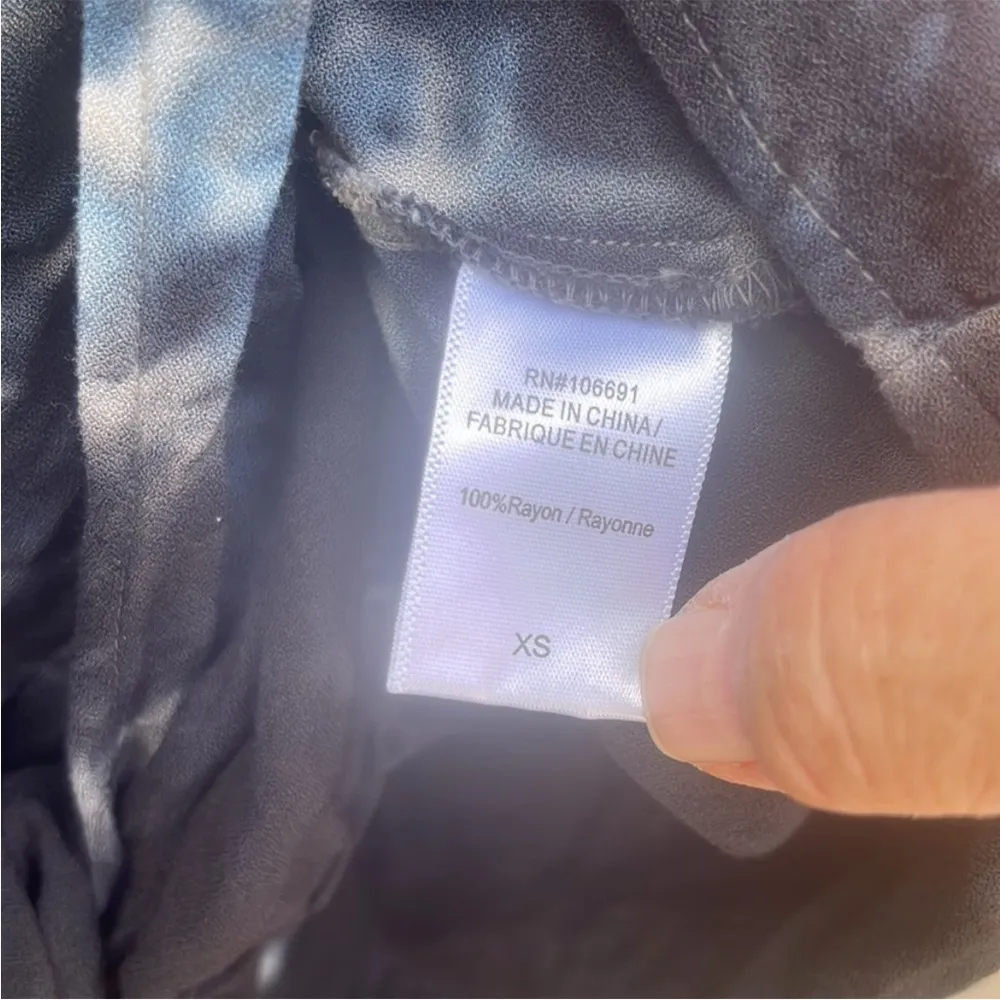 RN#106691
MADE IN CHINA/
FABRIQUE EN CHINE
100%Rayon / Rayonne
XS